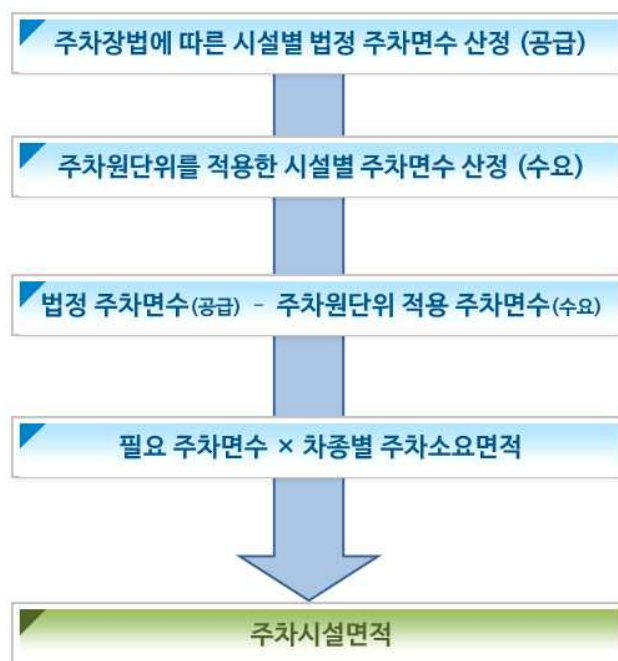 주차장법에 따른 시설별 법정 주차면수 산정 (공급)
주차원단위를 적용한 시설별 주차면수 산정 (수요)
법정 주차면수(공급) - 주차원단위 적용 주차면수(수요)
필요 주차면수 × 차종별 주차소요면적
주차시설면적